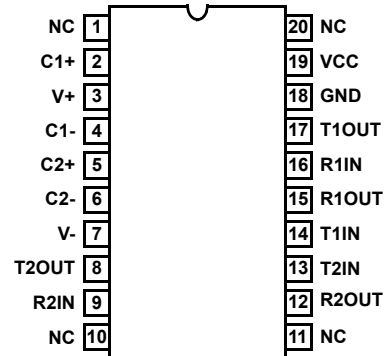 NC 1 20 NC
C1+ 2 19 VCC
V+ 3 18 GND
C1- 4 17 T1OUT
C2+ 5 16 R1IN
C2- 6 15 R1OUT
V- 7 14 T1IN
T2OUT 8 13 T2IN
R2IN 9 12 R2OUT
NC 10 11 NC